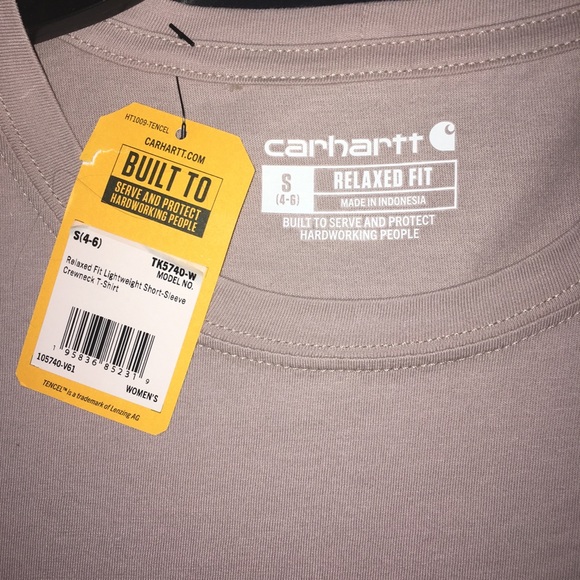 HT1009-TENCEL
CARHARTT.COM
BUILT TO
SERVE AND PROTECT
HARDWORKING PEOPLE
S(4-6)
TK5740-W
MODEL NO.
Relaxed Fit Lightweight Short-Sleeve
Crewneck T-Shirt
1 95836 85231 9
105740-V61
WOMEN'S
TENCEL™ is a trademark of Lenzing AG
carhartt
S
(4-6)
RELAXED FIT
MADE IN INDONESIA
BUILT TO SERVE AND PROTECT
HARDWORKING PEOPLE